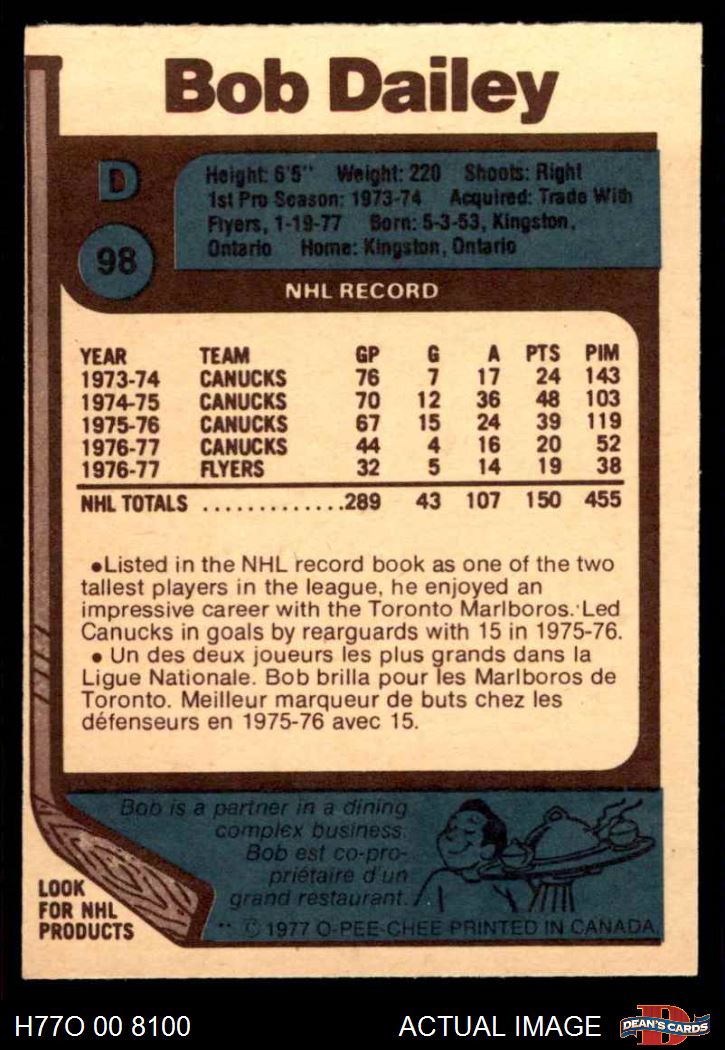 Bob Dailey
D
98
Height: 6'5" Weight: 220 Shoots: Right
1st Pro Season: 1973-74 Acquired: Trade With
Flyers, 1-19-77 Born: 5-3-53, Kingston,
Ontario Home: Kingston, Ontario
NHL RECORD
YEAR TEAM GP G A PTS PIM
1973-74 CANUCKS 76 7 17 24 143
1974-75 CANUCKS 70 12 36 48 103
1975-76 CANUCKS 67 15 24 39 119
1976-77 CANUCKS 44 4 16 20 52
1976-77 FLYERS 32 5 14 19 38
NHL TOTALS .............289 43 107 150 455
•Listed in the NHL record book as one of the two
tallest players in the league, he enjoyed an
impressive career with the Toronto Marlboros. Led
Canucks in goals by rearguards with 15 in 1975-76.
• Un des deux joueurs les plus grands dans la
Ligue Nationale. Bob brilla pour les Marlboros de
Toronto. Meilleur marqueur de buts chez les
défenseurs en 1975-76 avec 15.
Bob is a partner in a dining
complex business.
Bob est co-pro-
priétaire d'un
grand restaurant.
LOOK
FOR NHL
PRODUCTS
** © 1977 O-PEE-CHEE PRINTED IN CANADA
H77O 00 8100 ACTUAL IMAGE
D
DEAN'S CARDS